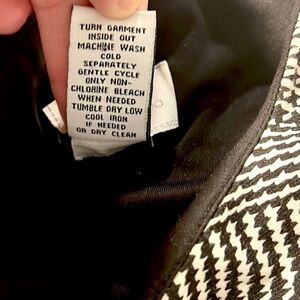 TURN GARMENT
INSIDE OUT
MACHINE WASH
COLD
SEPARATELY
GENTLE CYCLE
ONLY NON-
CHLORINE BLEACH
WHEN NEEDED
TUMBLE DRY LOW
COOL IRON
IF NEEDED
OR DRY CLEAN